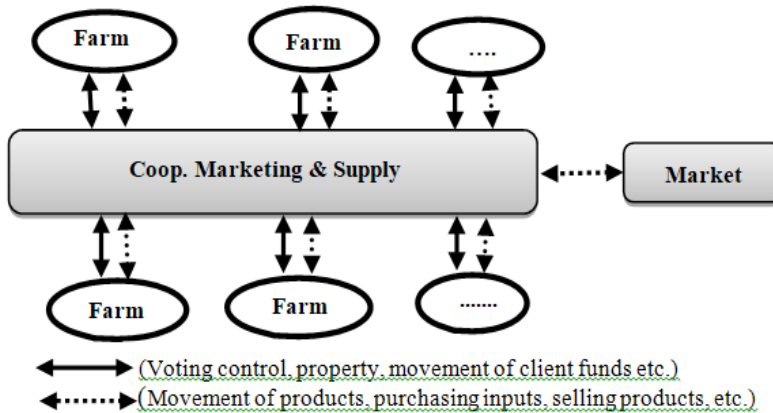 Farm Farm ….
Coop. Marketing & Supply Market
Farm Farm .......
(Voting control, property, movement of client funds etc.)
(Movement of products, purchasing inputs, selling products, etc.)